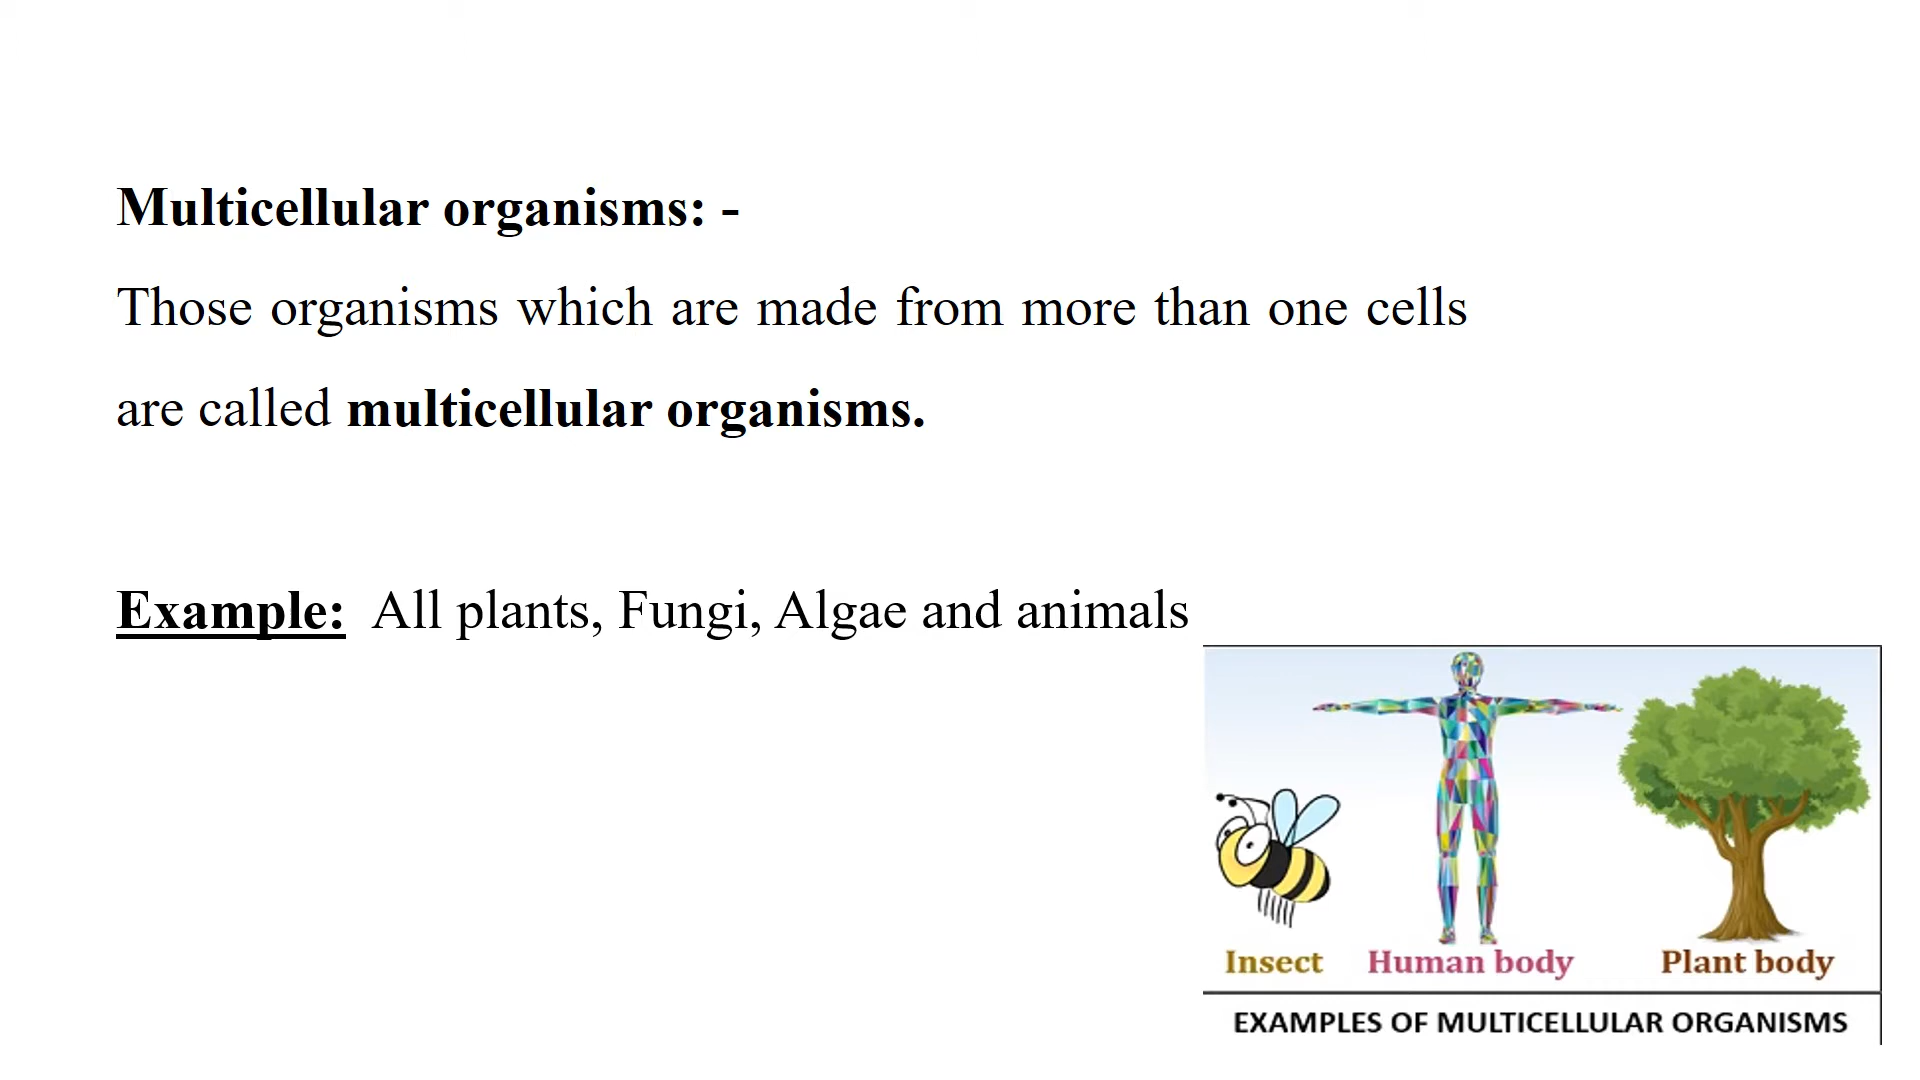 Multicellular organisms: -
Those organisms which are made from more than one cells
are called multicellular organisms.
Example: All plants, Fungi, Algae and animals
Insect Human body Plant body
EXAMPLES OF MULTICELLULAR ORGANISMS